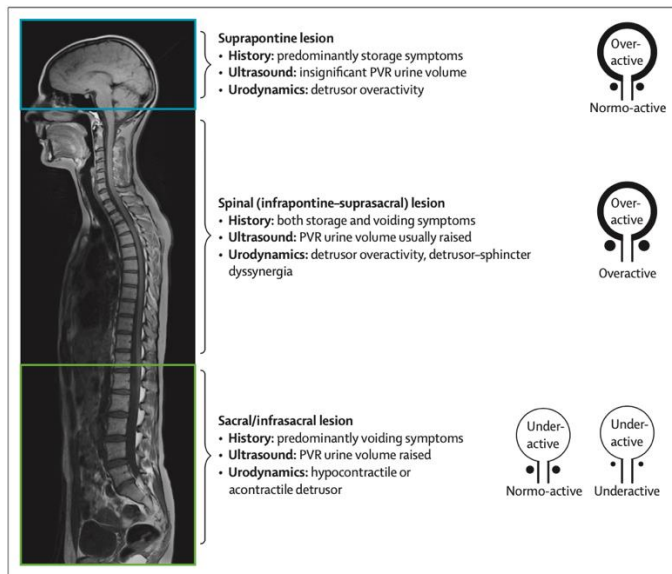 Suprapontine lesion
• History: predominantly storage symptoms
• Ultrasound: insignificant PVR urine volume
• Urodynamics: detrusor overactivity
Over-
active
Normo-active
Spinal (infrapontine–suprasacral) lesion
• History: both storage and voiding symptoms
• Ultrasound: PVR urine volume usually raised
• Urodynamics: detrusor overactivity, detrusor–sphincter
dyssynergia
Over-
active
Overactive
Sacral/infrasacral lesion
• History: predominantly voiding symptoms
• Ultrasound: PVR urine volume raised
• Urodynamics: hypocontractile or
acontractile detrusor
Under-
active
Normo-active
Under-
active
Underactive